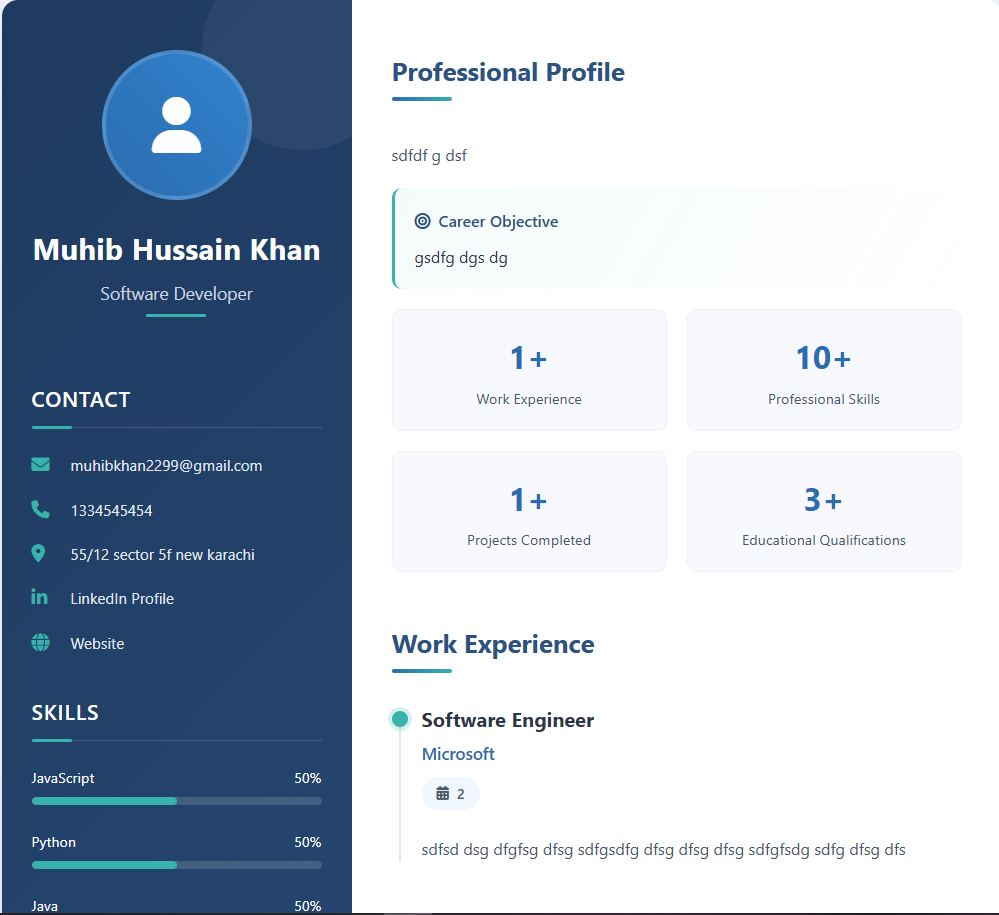 Muhib Hussain Khan
Software Developer
CONTACT
muhibkhan2299@gmail.com
1334545454
55/12 sector 5f new karachi
LinkedIn Profile
Website
SKILLS
JavaScript 50%
Python 50%
Java 50%
Professional Profile
sdfdf g dsf
Career Objective
gsdfg dgs dg
1+
Work Experience
10+
Professional Skills
1+
Projects Completed
3+
Educational Qualifications
Work Experience
Software Engineer
Microsoft
2
sdfsd dsg dfgfsg dfsg sdfgsdfg dfsg dfsg dfsg sdfgfsdg sdfg dfsg dfs